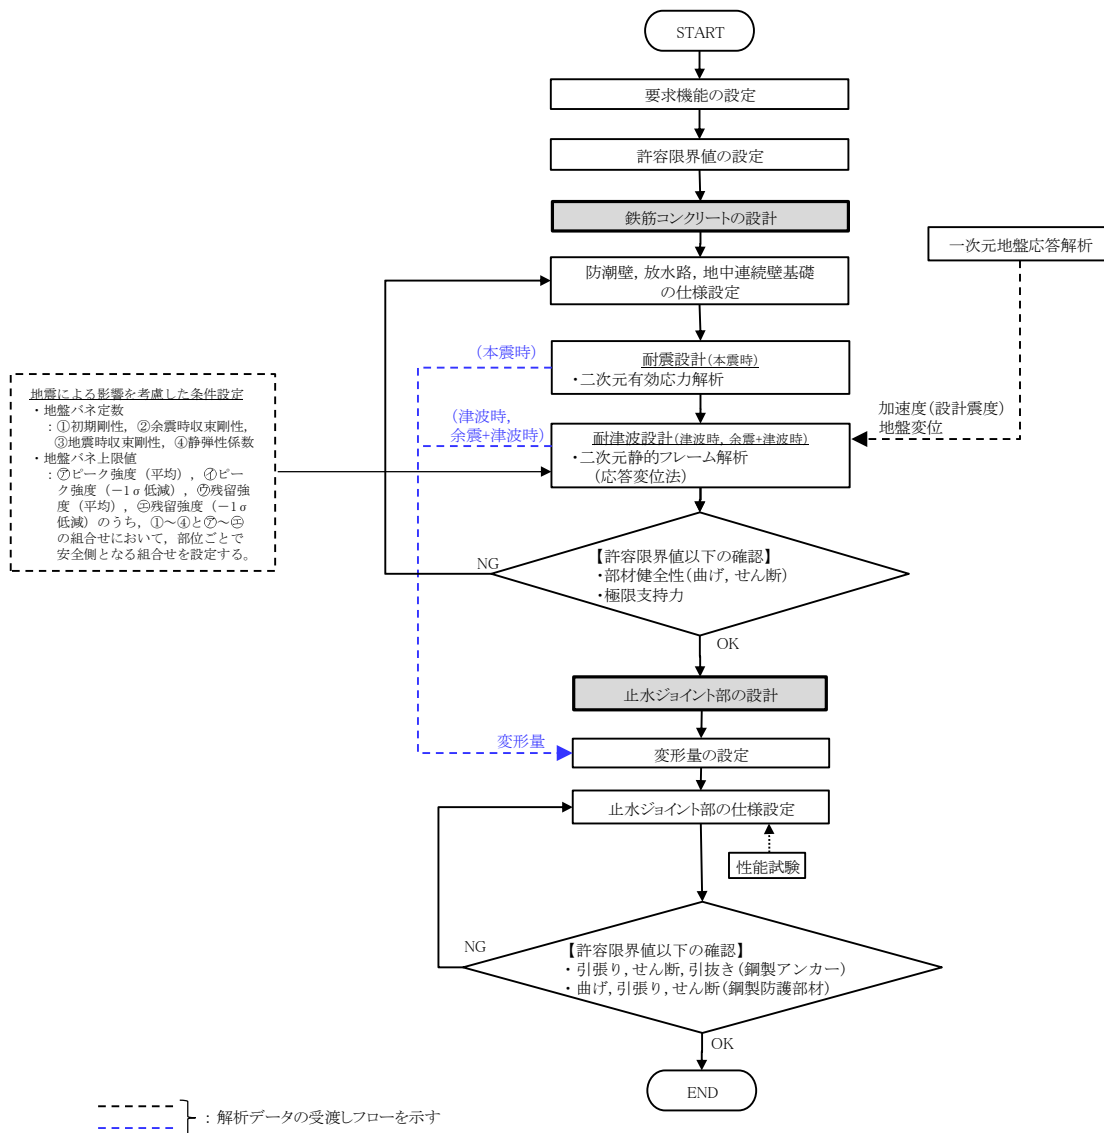 START
要求機能の設定
許容限界値の設定
鉄筋コンクリートの設計
一次元地盤応答解析
防潮壁，放水路，地中連続壁基礎
の仕様設定
(本震時)
耐震設計(本震時)
・二次元有効応力解析
地震による影響を考慮した条件設定
・地盤バネ定数
：①初期剛性，②余震時収束剛性，
③地震時収束剛性，④静弾性係数
・地盤バネ上限値
：㋐ピーク強度（平均），㋑ピー
ク強度（－1σ低減），㋒残留強
度（平均），㋓残留強度（－1σ
低減）のうち，①～④と㋐～㋓
の組合せにおいて，部位ごとで
安全側となる組合せを設定する。
(津波時，
余震+津波時)
加速度(設計震度)
地盤変位
耐津波設計(津波時，余震+津波時)
・二次元静的フレーム解析
(応答変位法)
【許容限界値以下の確認】
・部材健全性(曲げ，せん断)
・極限支持力
NG
OK
止水ジョイント部の設計
変形量
変形量の設定
止水ジョイント部の仕様設定
性能試験
NG
【許容限界値以下の確認】
・引張り，せん断，引抜き(鋼製アンカー)
・曲げ，引張り，せん断(鋼製防護部材)
OK
END
：解析データの受渡しフローを示す